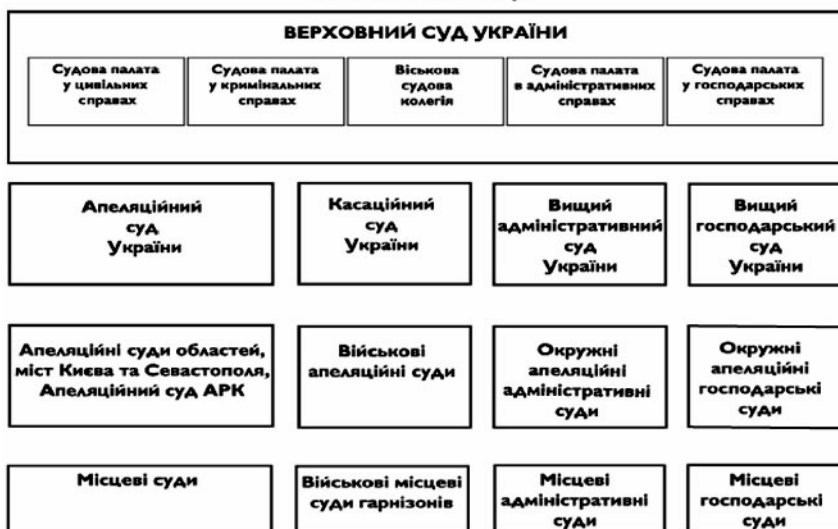 ВЕРХОВНИЙ СУД УКРАЇНИ
Судова палата
у цивільних
справах
Судова палата
у кримінальних
справах
Віськова
судова
колегія
Судова палата
в адміністративних
справах
Судова палата
у господарських
справах
Апеляційний
суд
України
Касаційний
суд
України
Вищий
адміністративний
суд
України
Вищий
господарський
суд
України
Апеляційні суди областей,
міст Києва та Севастополя,
Апеляційний суд АРК
Військові
апеляційні суди
Окружні
апеляційні
адміністративні
суди
Окружні
апеляційні
господарські
суди
Місцеві суди
Військові місцеві
суди гарнізонів
Місцеві
адміністративні
суди
Місцеві
господарські
суди